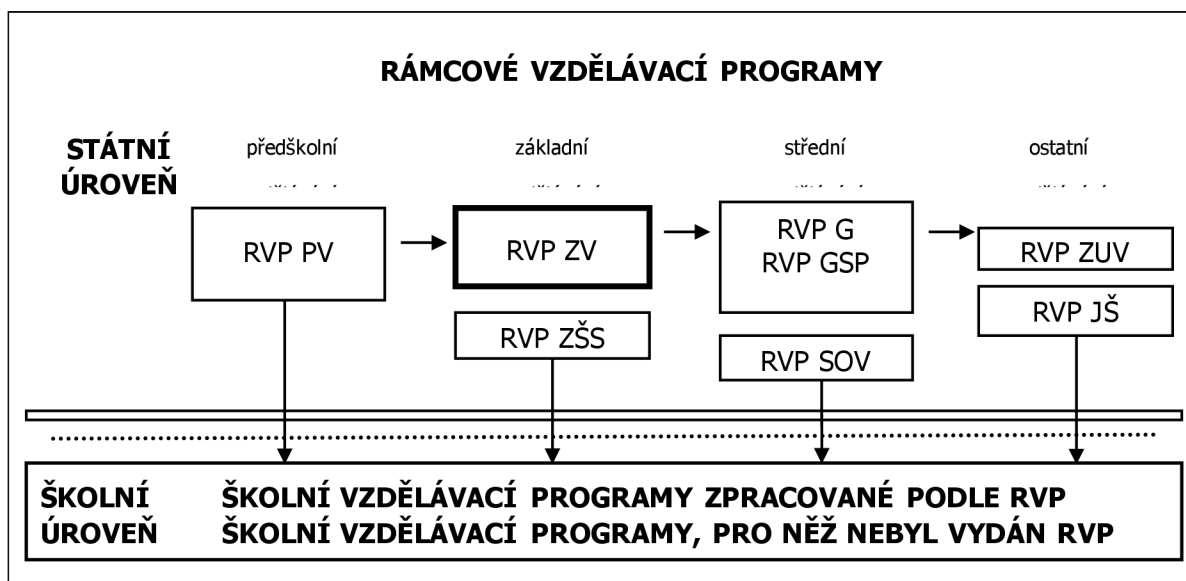 RÁMCOVÉ VZDĚLÁVACÍ PROGRAMY
STÁTNÍ
ÚROVEŇ
předškolní
základní
střední
ostatní
RVP PV
RVP ZV
RVP G
RVP GSP
RVP ZUV
RVP ZŠS
RVP JŠ
RVP SOV
ŠKOLNÍ ŠKOLNÍ VZDĚLÁVACÍ PROGRAMY ZPRACOVANÉ PODLE RVP
ÚROVEŇ ŠKOLNÍ VZDĚLÁVACÍ PROGRAMY, PRO NĚŽ NEBYL VYDÁN RVP